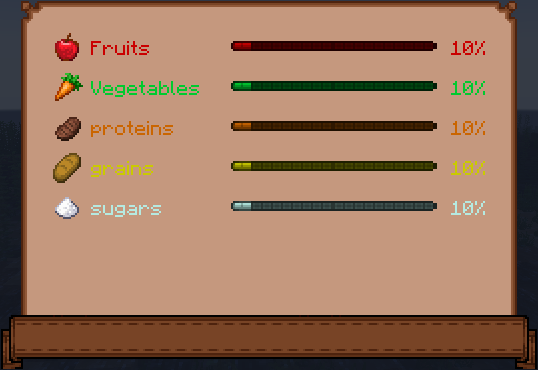 Fruits 10%
Vegetables 10%
proteins 10%
grains 10%
sugars 10%